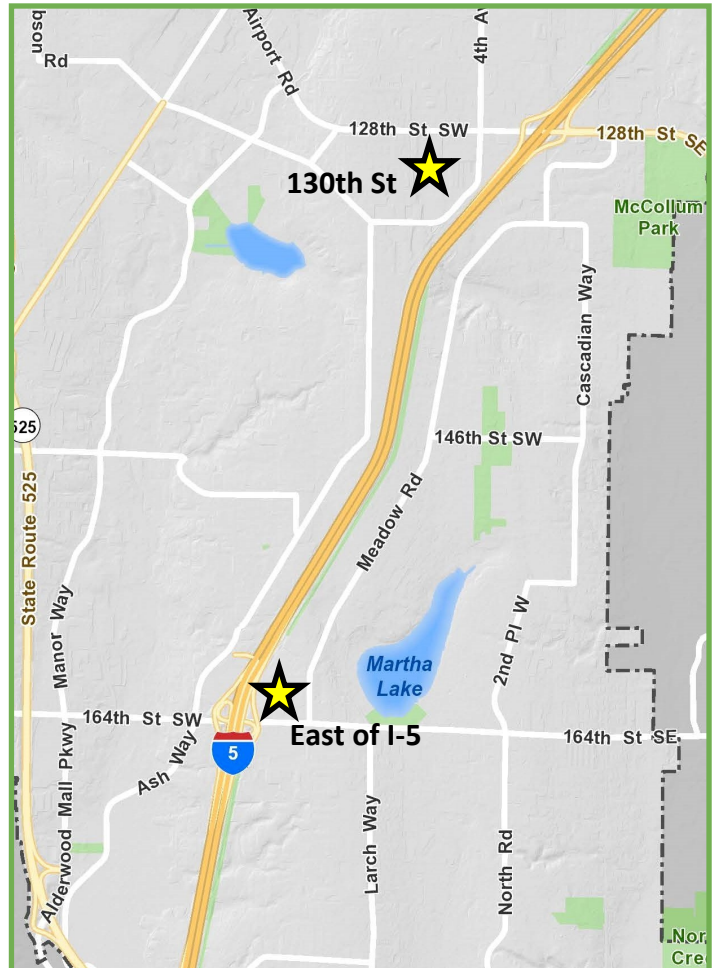 Rd
Airport Rd
4th Av
128th St SW
128th St SE
130th St
McCollum
Park
Cascadian Way
525
146th St SW
State Route 525
Meadow Rd
Manor Way
2nd Pl W
Martha
Lake
164th St SW
East of I-5
164th St SE
5
Ash Way
Alderwood Mall Pkwy
Larch Way
North Rd
Nor
Cre